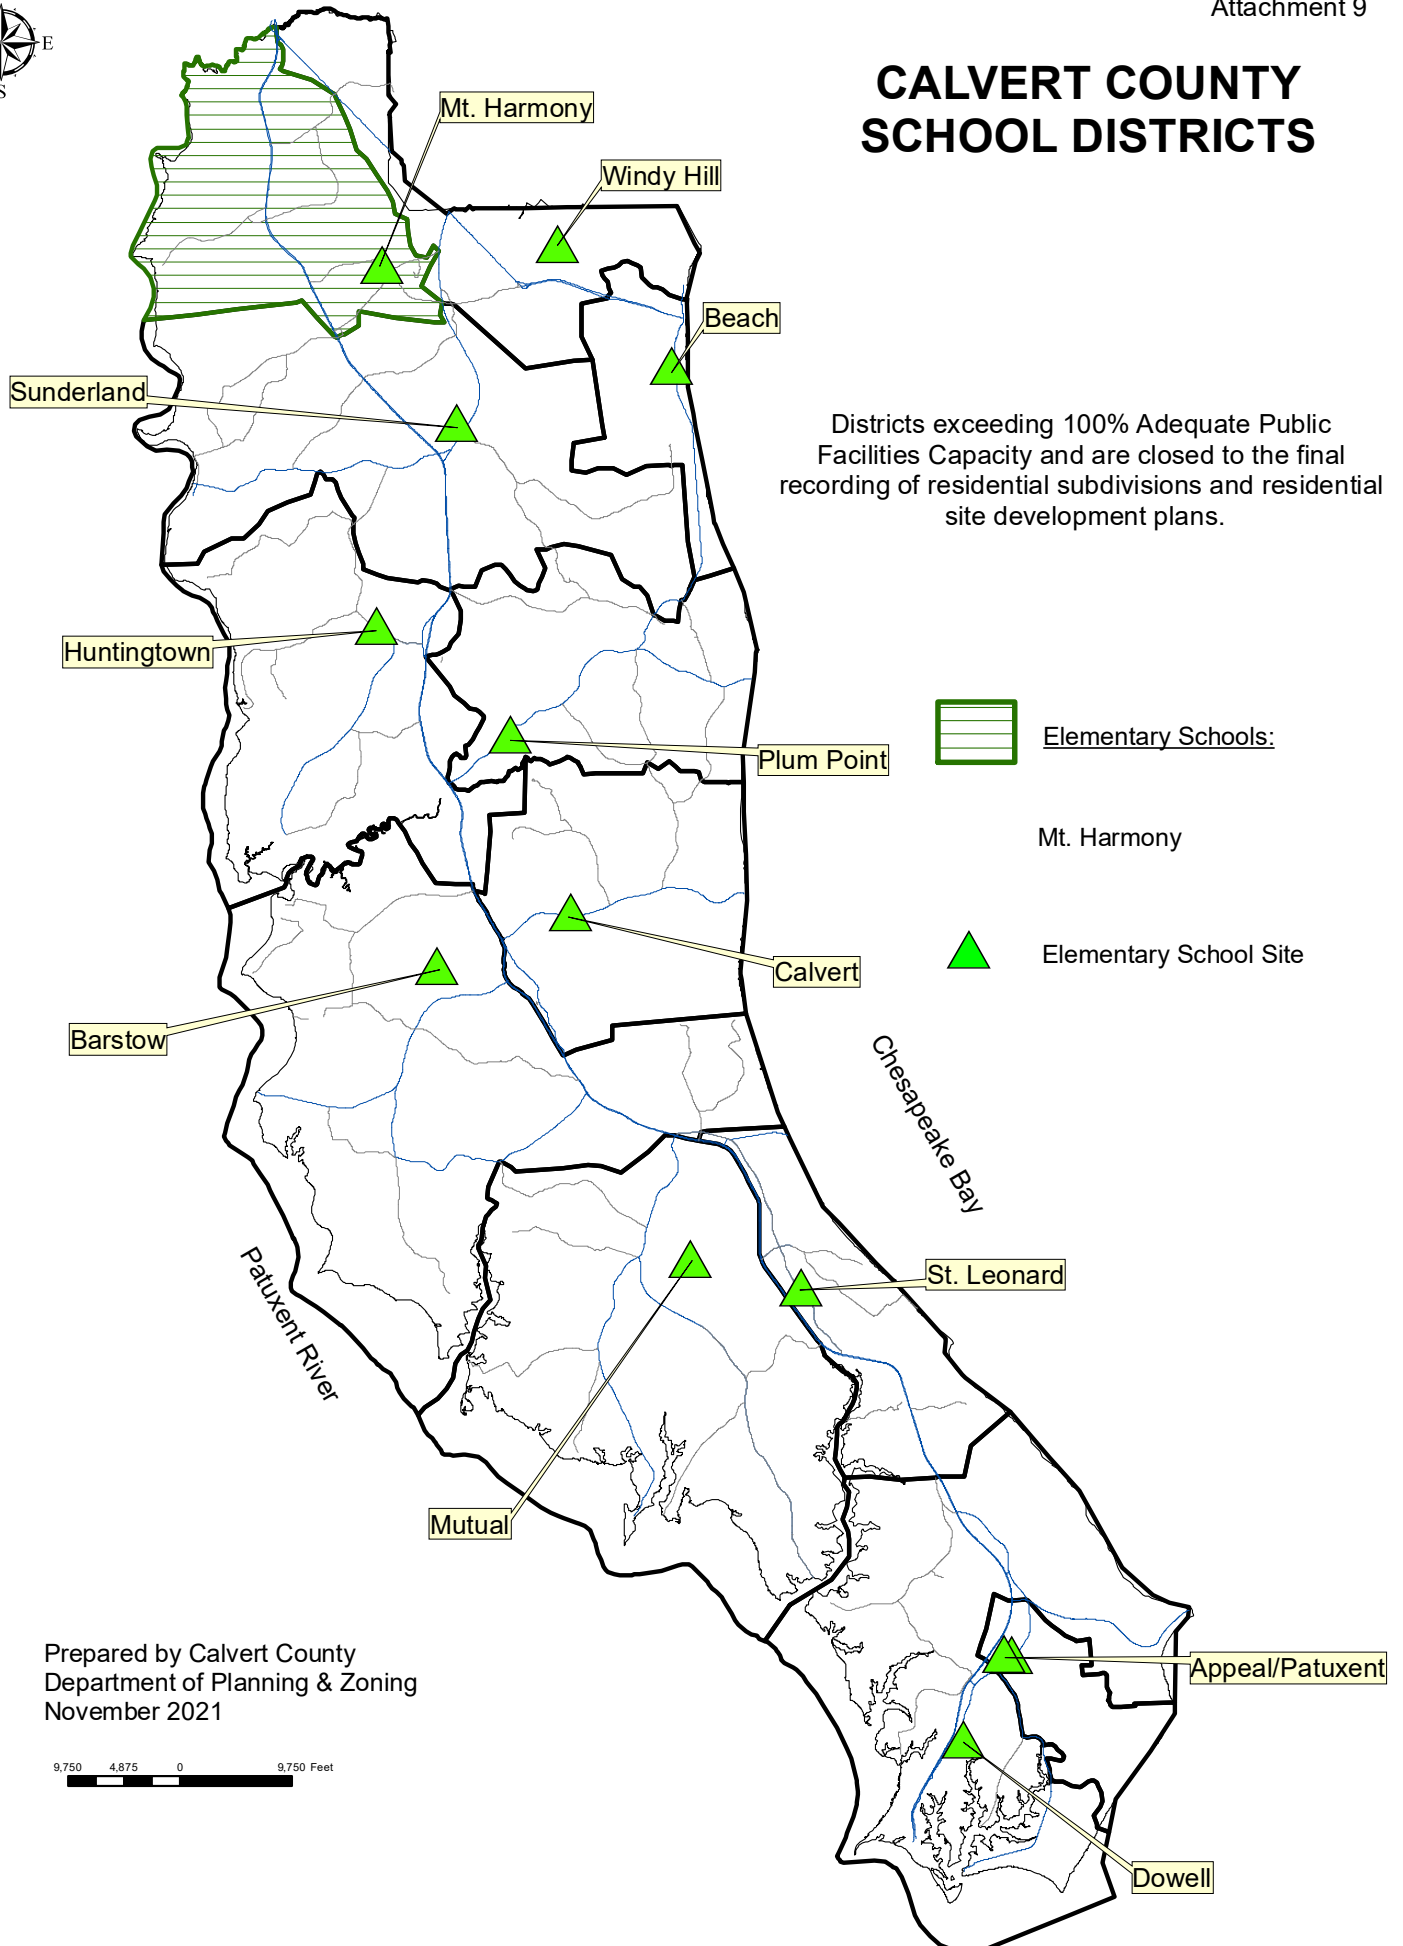 Attachment 9
E
S
CALVERT COUNTY
SCHOOL DISTRICTS
Mt. Harmony
Windy Hill
Beach
Sunderland
Districts exceeding 100% Adequate Public
Facilities Capacity and are closed to the final
recording of residential subdivisions and residential
site development plans.
Huntingtown
Plum Point
Elementary Schools:
Mt. Harmony
Elementary School Site
Calvert
Barstow
Chesapeake Bay
Patuxent River
St. Leonard
Mutual
Appeal/Patuxent
Dowell
Prepared by Calvert County
Department of Planning & Zoning
November 2021
9,750 4,875 0 9,750 Feet